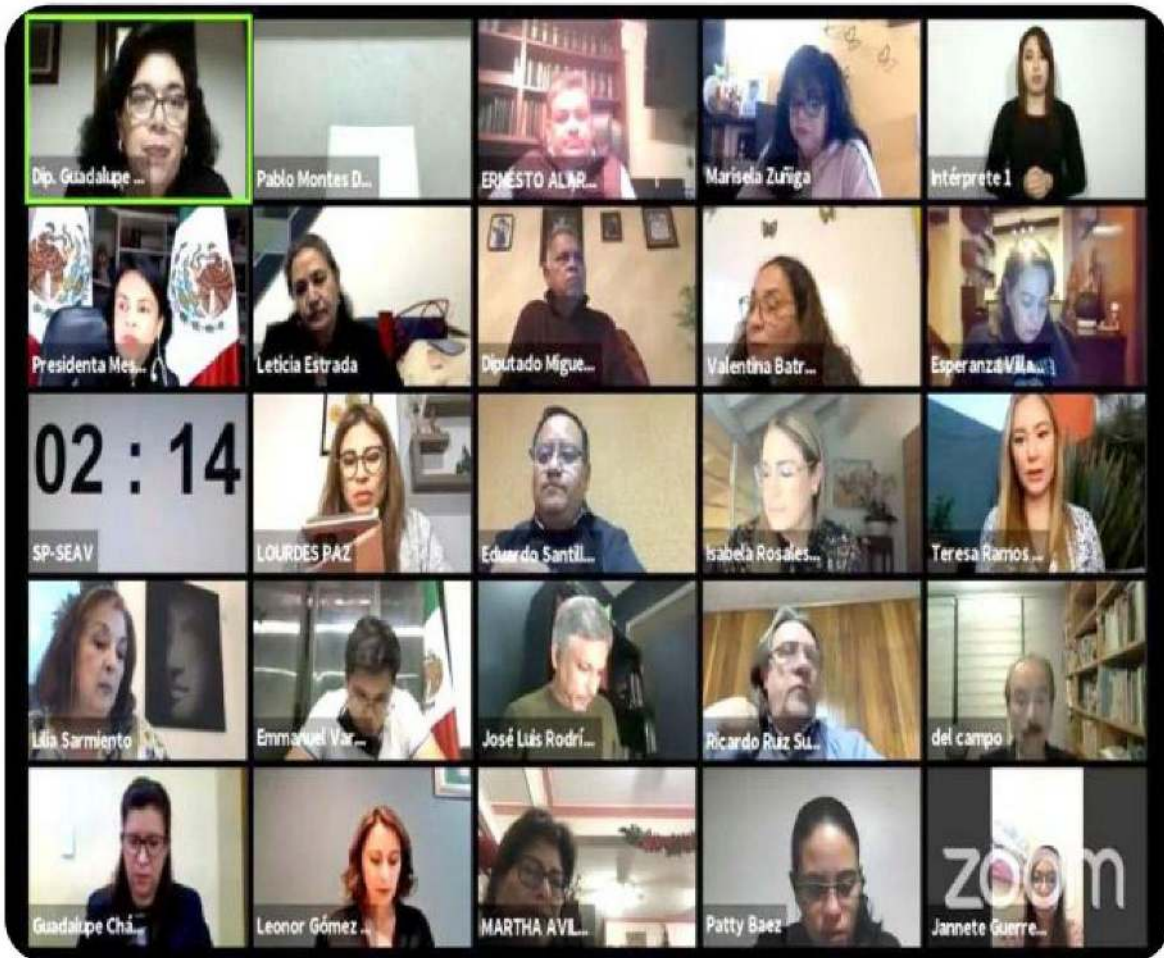 Dip. Guadalupe ...
Pablo Montes D...
ERNESTO ALAR...
Marisela Zuñiga
Intérprete 1
Presidenta Mes...
Leticia Estrada
Diputado Migue...
Valentina Batr...
Esperanza Villa...
02 : 14
SP-SEAV
LOURDES PAZ
Eduardo Santill...
Isabela Rosales...
Teresa Ramos ...
Lilia Sarmiento
Emmanuel Var...
José Luis Rodrí...
Ricardo Ruiz Su...
del campo
Guadalupe Chá...
Leonor Gómez ...
MARTHA AVIL...
Patty Baez
Jannete Guerre...
zoom